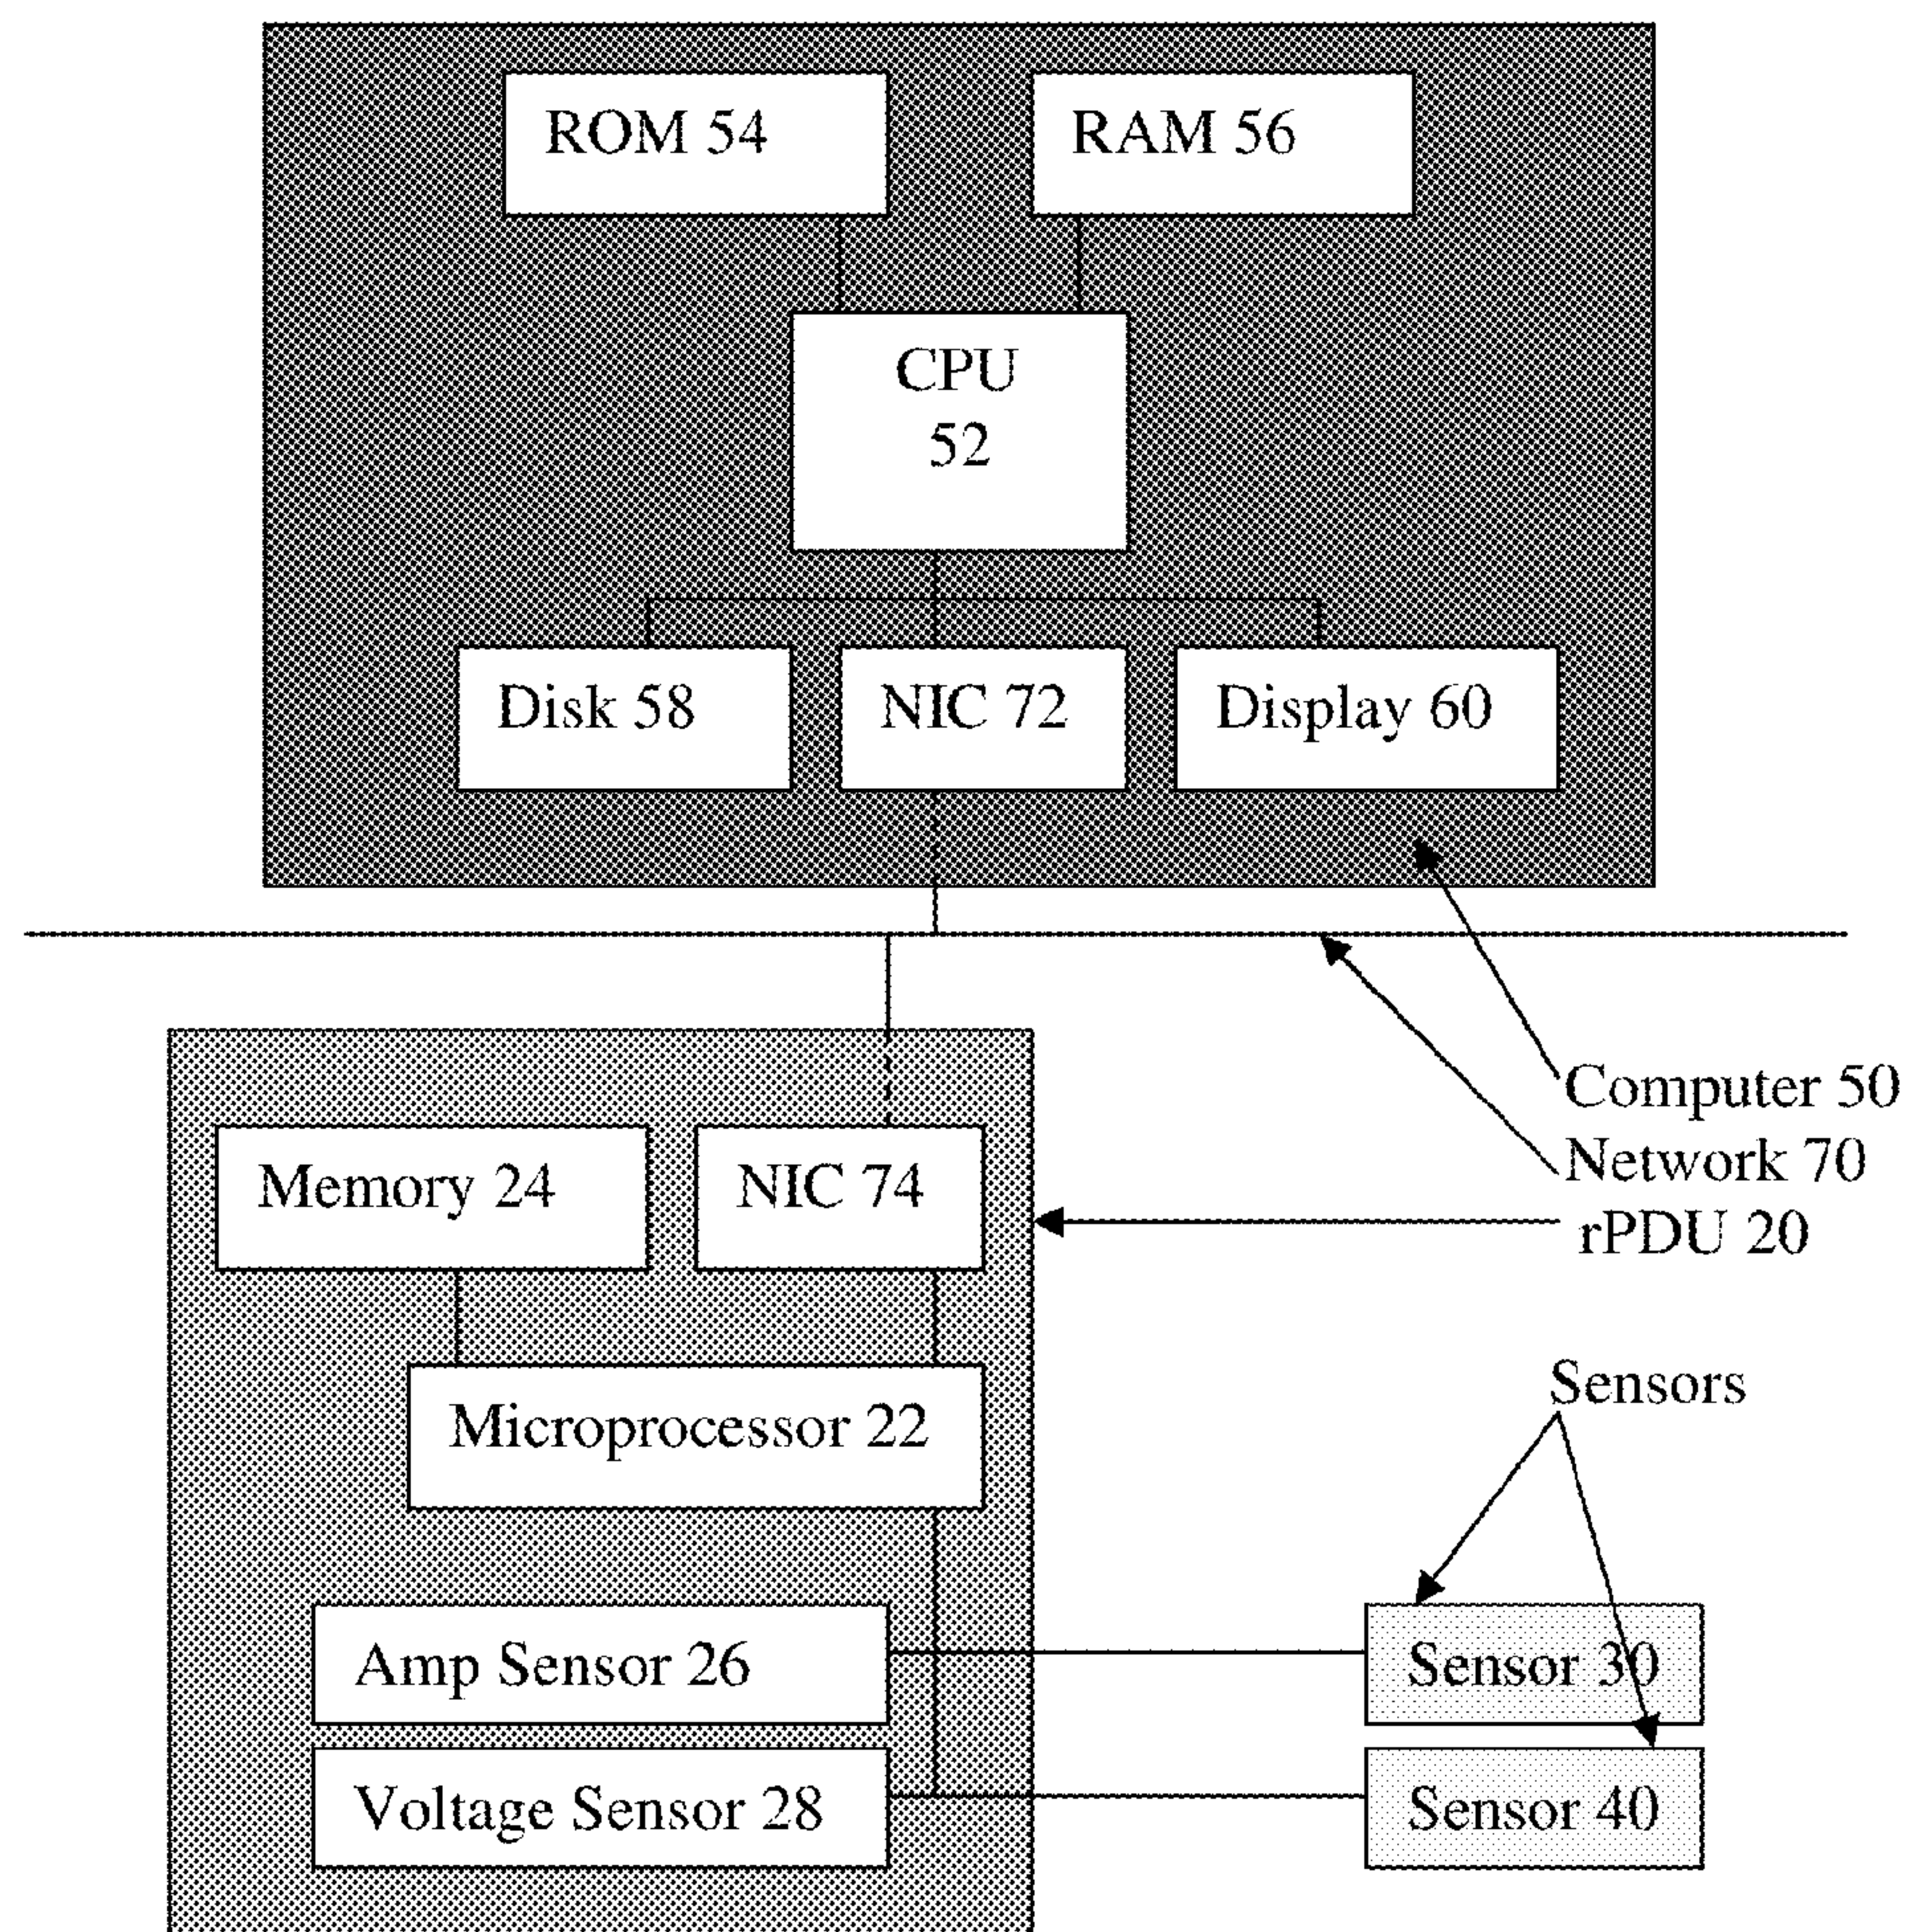 ROM 54
RAM 56
CPU
52
Disk 58
NIC 72
Display 60
Computer 50
Network 70
rPDU 20
Memory 24
NIC 74
Microprocessor 22
Sensors
Amp Sensor 26
Sensor 30
Voltage Sensor 28
Sensor 40